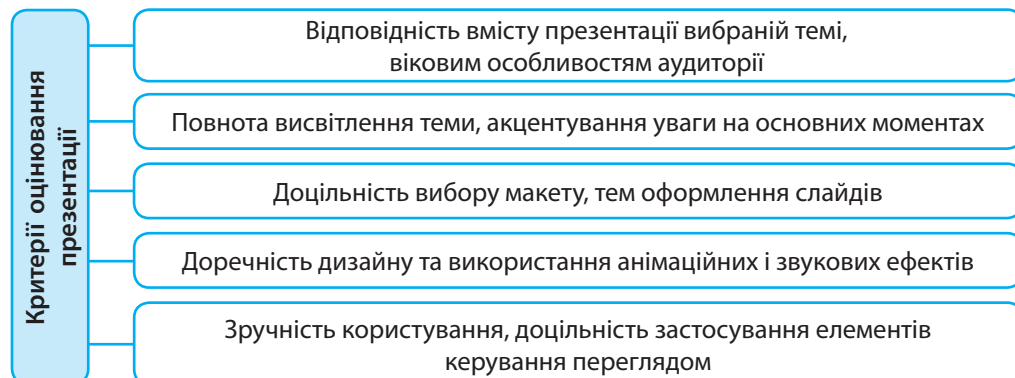 Критерії оцінювання
презентації
Відповідність вмісту презентації вибраній темі,
віковим особливостям аудиторії
Повнота висвітлення теми, акцентування уваги на основних моментах
Доцільність вибору макету, тем оформлення слайдів
Доречність дизайну та використання анімаційних і звукових ефектів
Зручність користування, доцільність застосування елементів
керування переглядом